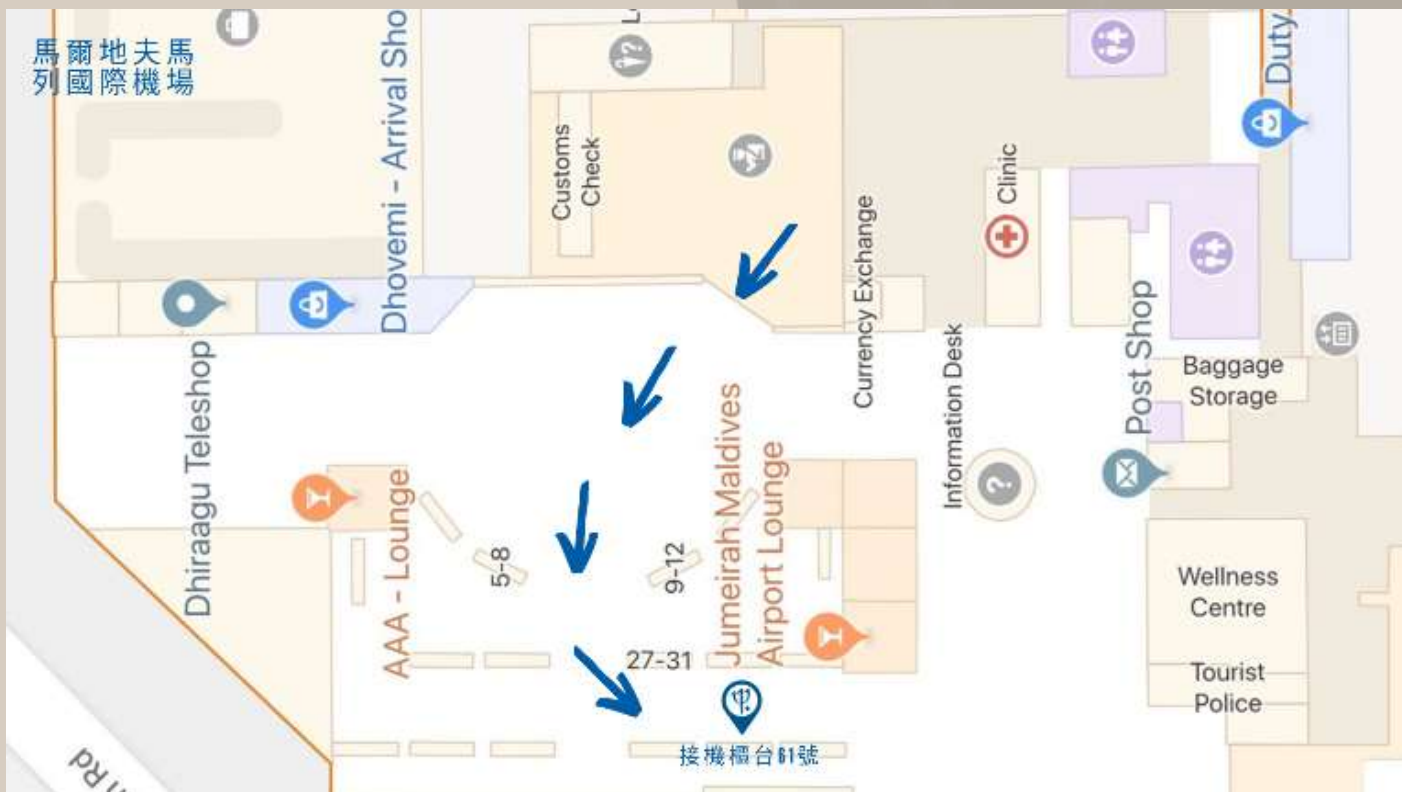 馬爾地夫馬
列國際機場
Dhovemi - Arrival Sho
Customs
Check
Clinic
Duty
Currency Exchange
Dhiraagu Teleshop
Information Desk
Post Shop
Baggage
Storage
AAA - Lounge
5-8
9-12
Jumeirah Maldives
Airport Lounge
27-31
Wellness
Centre
Tourist
Police
接機櫃台61號
Rd